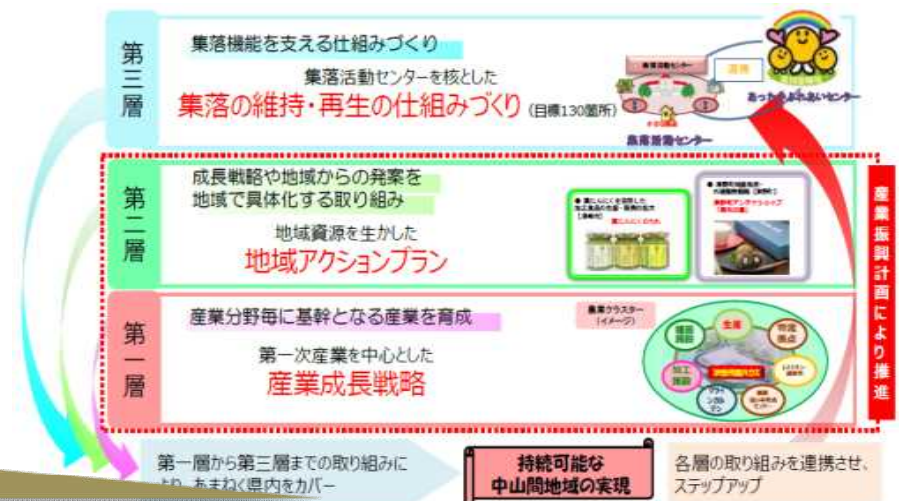 第三層
集落機能を支える仕組みづくり
集落活動センターを核とした
集落の維持・再生の仕組みづくり(目標130箇所)
集落活動センター
連携
あったかふれあいセンター
集落活動センター
第二層
成長戦略や地域からの発案を
地域で具体化する取り組み
地域資源を生かした
地域アクションプラン
第一層
産業分野毎に基幹となる産業を育成
第一次産業を中心とした
産業成長戦略
農業クラスター
(イメージ)
生産
加工
施設
産業振興計画により推進
第一層から第三層までの取り組みに
より、あまねく県内をカバー
持続可能な
中山間地域の実現
各層の取り組みを連携させ、
ステップアップ